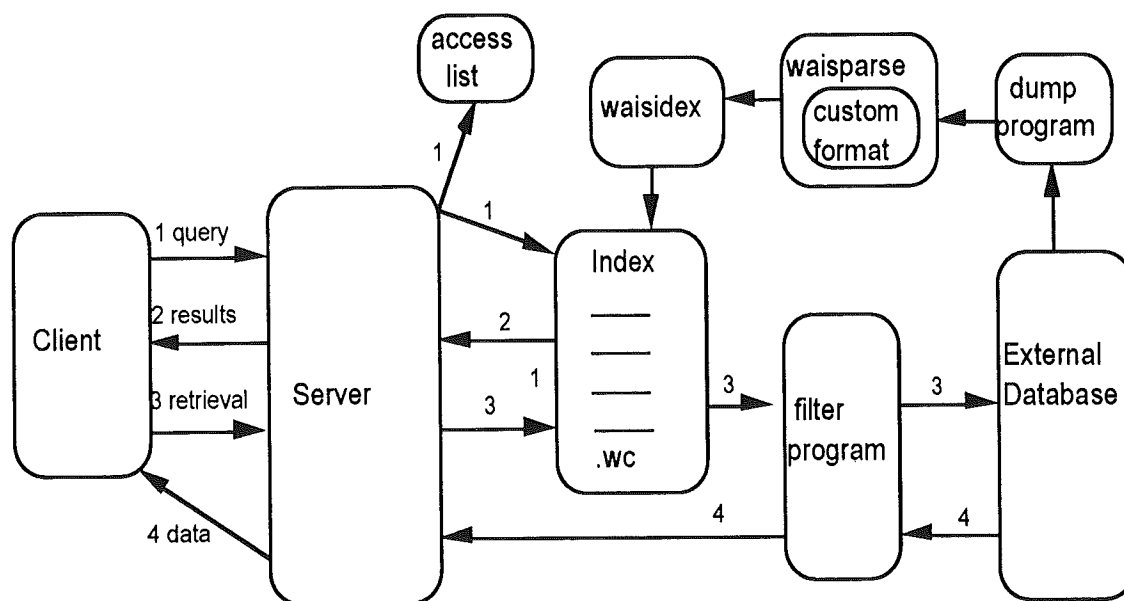 access
list
waisidex
waisparse
custom
format
dump
program
1
1
1 query
2 results
3 retrieval
4 data
Client
Server
Index
2
1
3
.wc
3
filter
program
3
External
Database
4
4